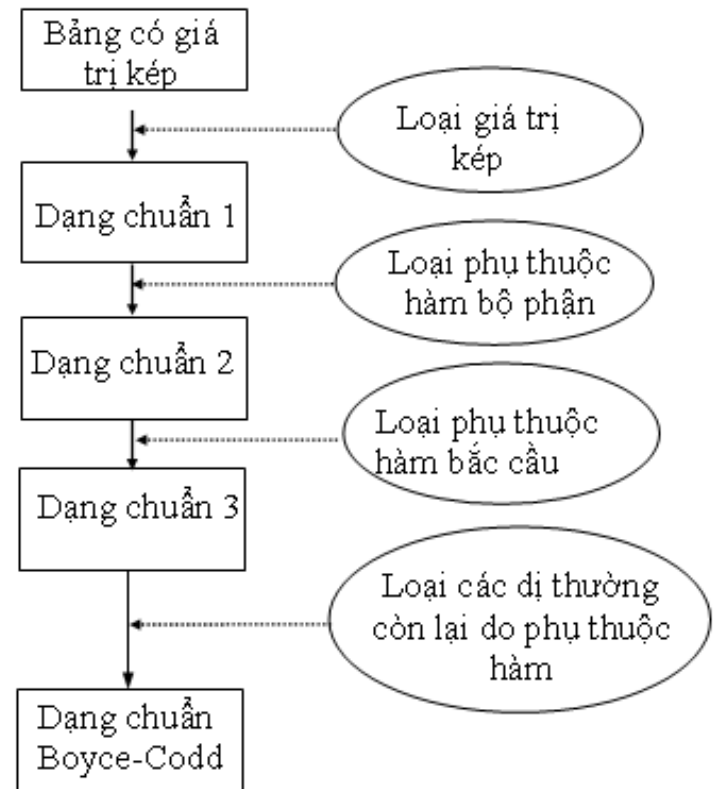 Bảng có giá
trị kép
Loại giá trị
kép
Dạng chuẩn 1
Loại phụ thuộc
hàm bộ phận
Dạng chuẩn 2
Loại phụ thuộc
hàm bắc cầu
Dạng chuẩn 3
Loại các dị thường
còn lại do phụ thuộc
hàm
Dạng chuẩn
Boyce-Codd